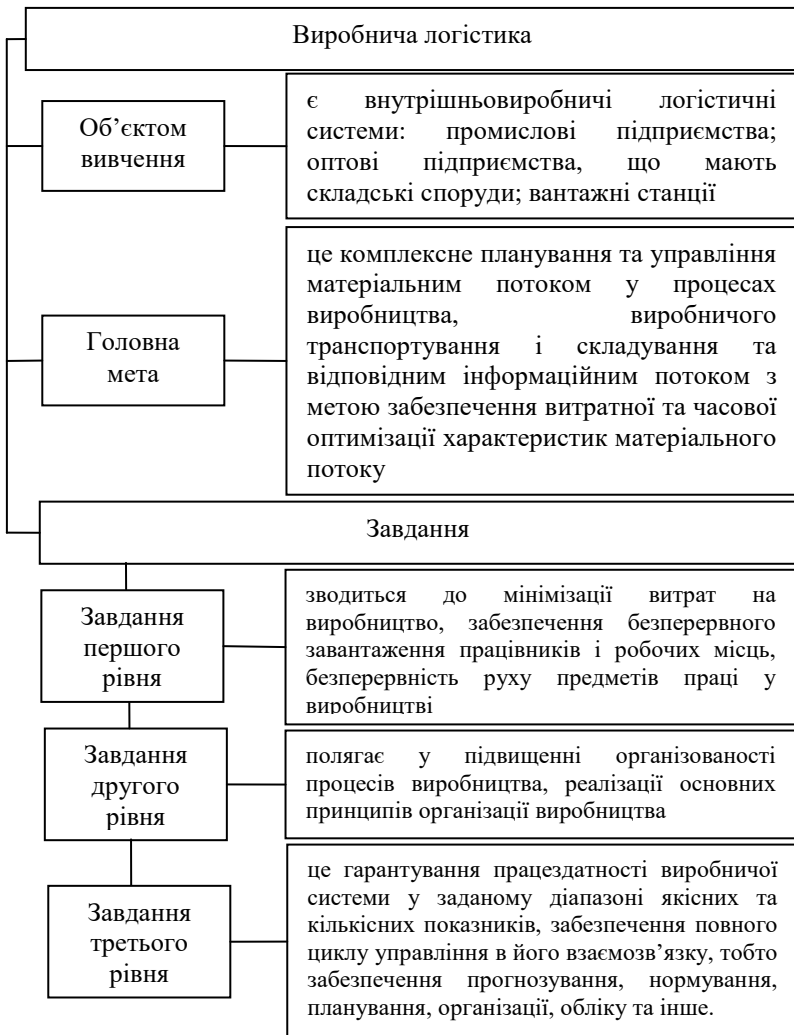 Виробнича логістика
Об’єктом
вивчення
є внутрішньовиробничі логістичні
системи: промислові підприємства;
оптові підприємства, що мають
складські споруди; вантажні станції
Головна
мета
це комплексне планування та управління
матеріальним потоком у процесах
виробництва, виробничого
транспортування і складування та
відповідним інформаційним потоком з
метою забезпечення витратної та часової
оптимізації характеристик матеріального
потоку
Завдання
Завдання
першого
рівня
зводиться до мінімізації витрат на
виробництво, забезпечення безперервного
завантаження працівників і робочих місць,
безперервність руху предметів праці у
виробництві
Завдання
другого
рівня
полягає у підвищенні організованості
процесів виробництва, реалізації основних
принципів організації виробництва
Завдання
третього
рівня
це гарантування працездатності виробничої
системи у заданому діапазоні якісних та
кількісних показників, забезпечення повного
циклу управління в його взаємозв’язку, тобто
забезпечення прогнозування, нормування,
планування, організації, обліку та інше.